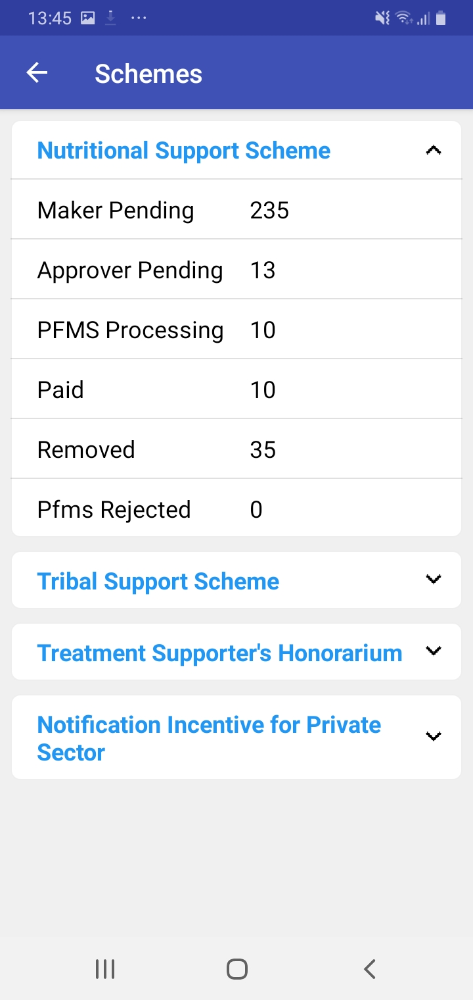 13:45
Schemes
Nutritional Support Scheme
Maker Pending 235
Approver Pending 13
PFMS Processing 10
Paid 10
Removed 35
Pfms Rejected 0
Tribal Support Scheme
Treatment Supporter's Honorarium
Notification Incentive for Private
Sector